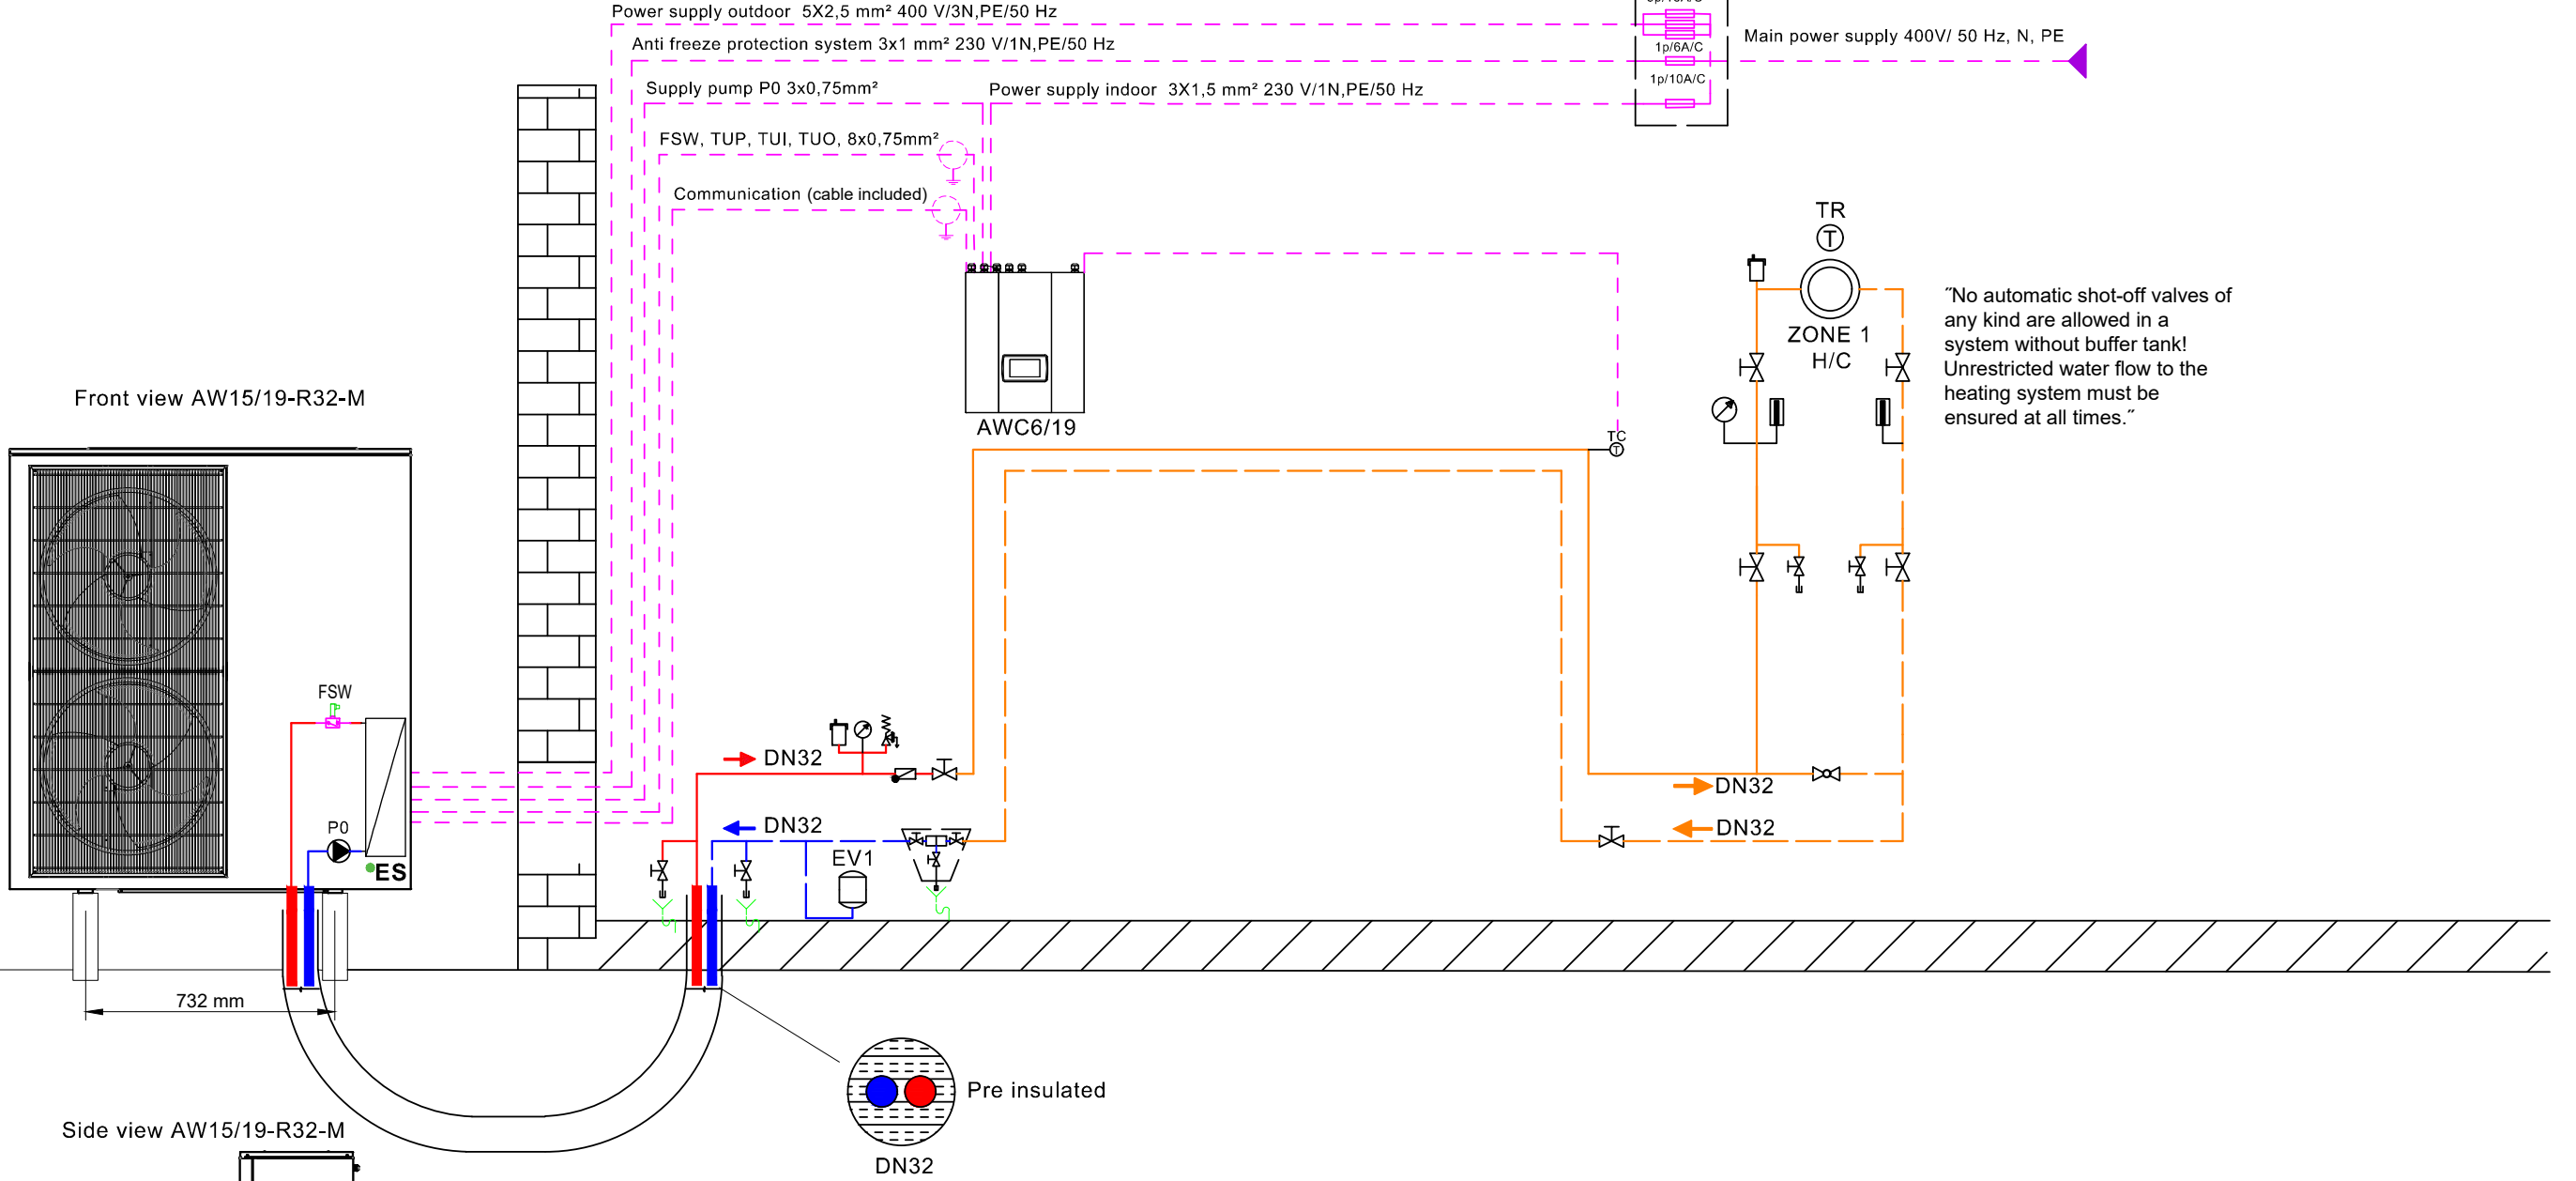 Power supply outdoor 5X2,5 mm² 400 V/3N,PE/50 Hz
Anti freeze protection system 3x1 mm² 230 V/1N,PE/50 Hz
1p/6A/C
Main power supply 400V/ 50 Hz, N, PE
Supply pump P0 3x0,75mm²
Power supply indoor 3X1,5 mm² 230 V/1N,PE/50 Hz
1p/10A/C
FSW, TUP, TUI, TUO, 8x0,75mm²
Communication (cable included)
TR
T
ZONE 1
H/C
˝No automatic shot-off valves of
any kind are allowed in a
system without buffer tank!
Unrestricted water flow to the
heating system must be
ensured at all times.˝
Front view AW15/19-R32-M
AWC6/19
TC
T
FSW
P0
ES
DN32
DN32
EV1
DN32
DN32
732 mm
Pre insulated
DN32
Side view AW15/19-R32-M